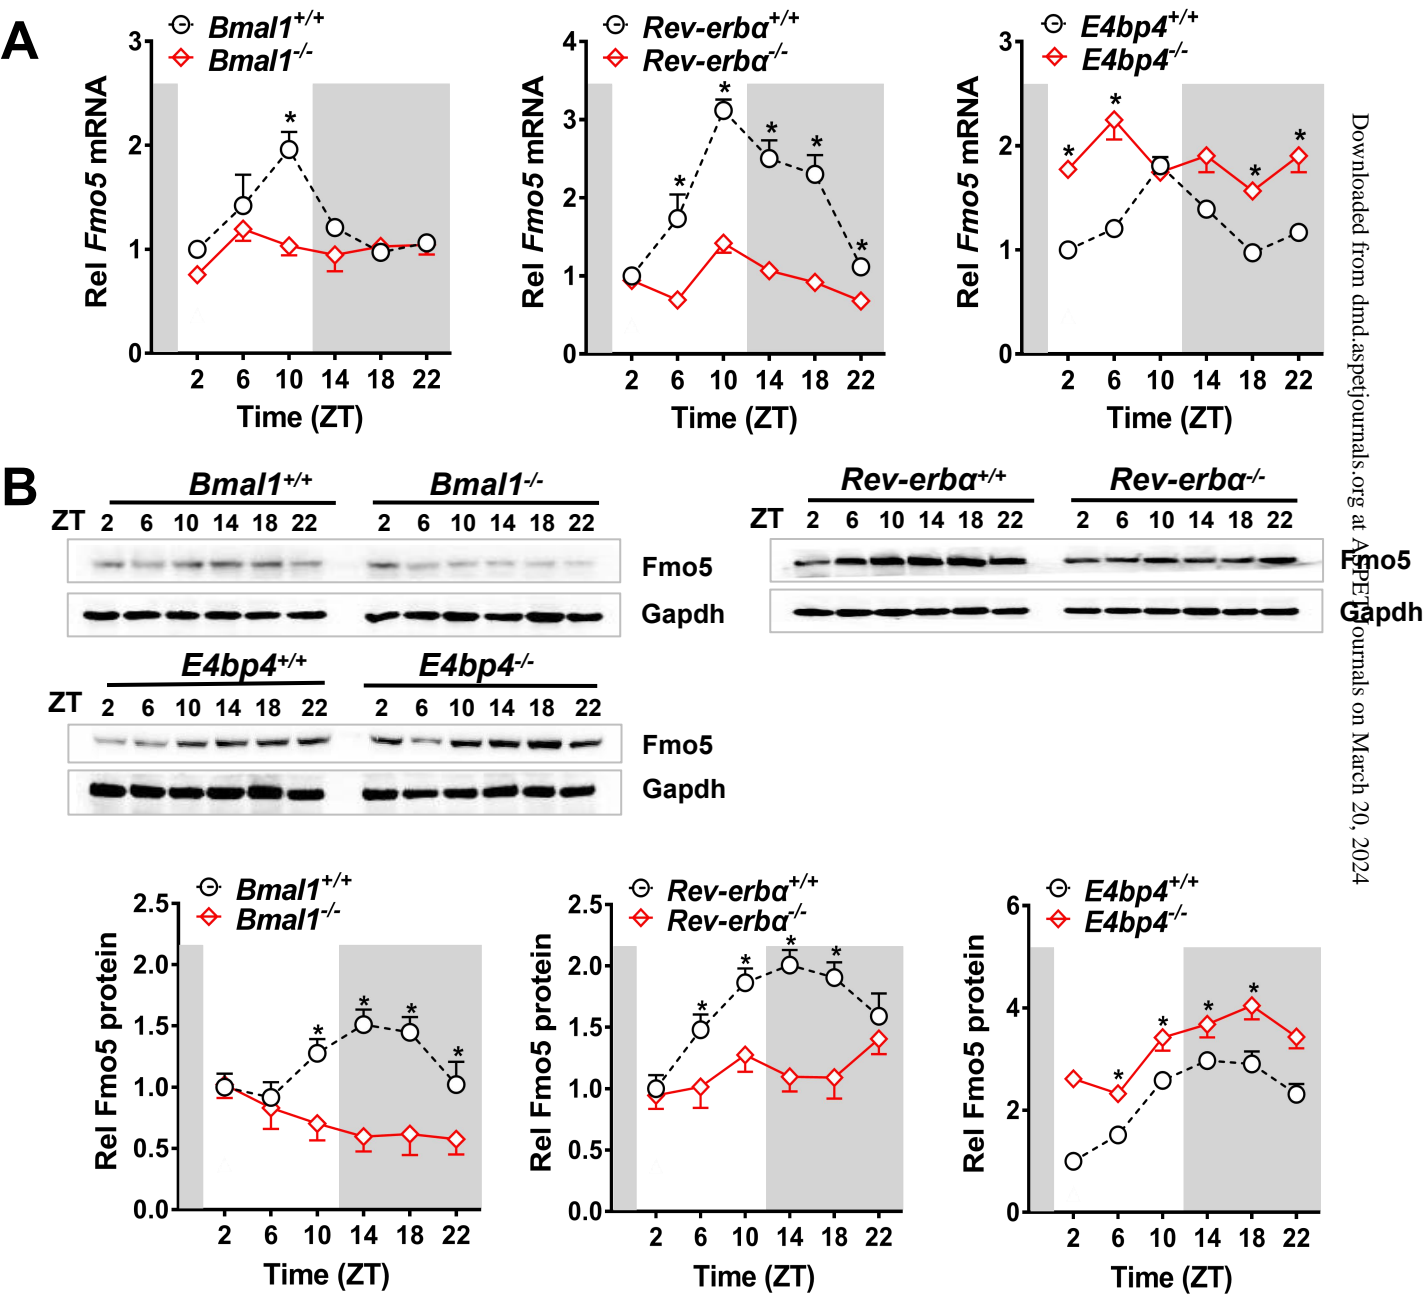 A
Bmal1+/+
Bmal1-/-
Rel Fmo5 mRNA
3
2
1
0
*
2 6 10 14 18 22
Time (ZT)
Rev-erbα+/+
Rev-erbα-/-
Rel Fmo5 mRNA
4
3
2
1
0
* * * * *
2 6 10 14 18 22
Time (ZT)
E4bp4+/+
E4bp4-/-
Rel Fmo5 mRNA
3
2
1
0
* * * *
2 6 10 14 18 22
Time (ZT)
B
Bmal1+/+ Bmal1-/-
ZT 2 6 10 14 18 22 2 6 10 14 18 22
Fmo5
Gapdh
Rev-erbα+/+ Rev-erbα-/-
ZT 2 6 10 14 18 22 2 6 10 14 18 22
Fmo5
Gapdh
E4bp4+/+ E4bp4-/-
ZT 2 6 10 14 18 22 2 6 10 14 18 22
Fmo5
Gapdh
Bmal1+/+
Bmal1-/-
Rel Fmo5 protein
2.5
2.0
1.5
1.0
0.5
0.0
* * * *
2 6 10 14 18 22
Time (ZT)
Rev-erbα+/+
Rev-erbα-/-
Rel Fmo5 protein
2.5
2.0
1.5
1.0
0.5
0.0
* * * *
2 6 10 14 18 22
Time (ZT)
E4bp4+/+
E4bp4-/-
Rel Fmo5 protein
6
4
2
0
* * * *
2 6 10 14 18 22
Time (ZT)
Downloaded from dmd.aspetjournals.org at ASPET Journals on March 20, 2024